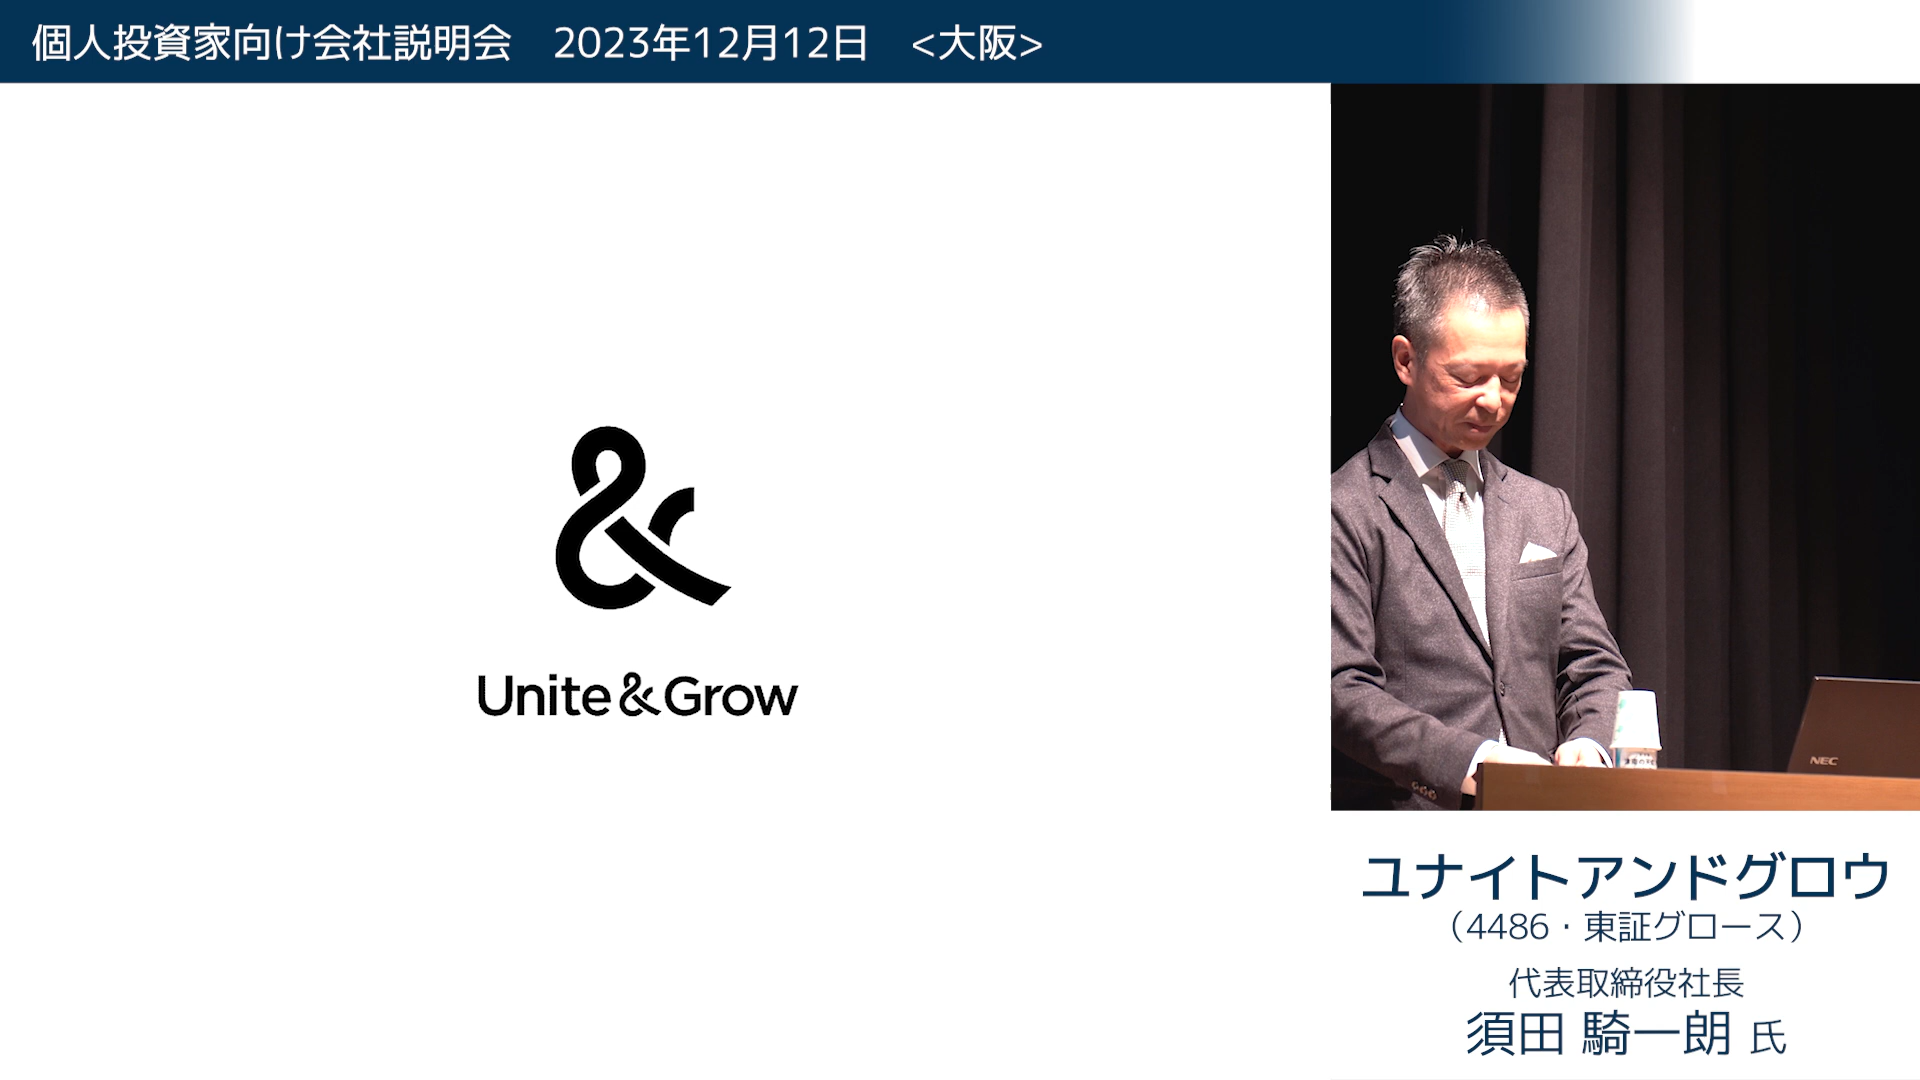 個人投資家向け会社説明会　2023年12月12日　<大阪>
Unite & Grow
NEC
ユナイトアンドグロウ
（4486・東証グロース）
代表取締役社長
須田 騎一朗 氏